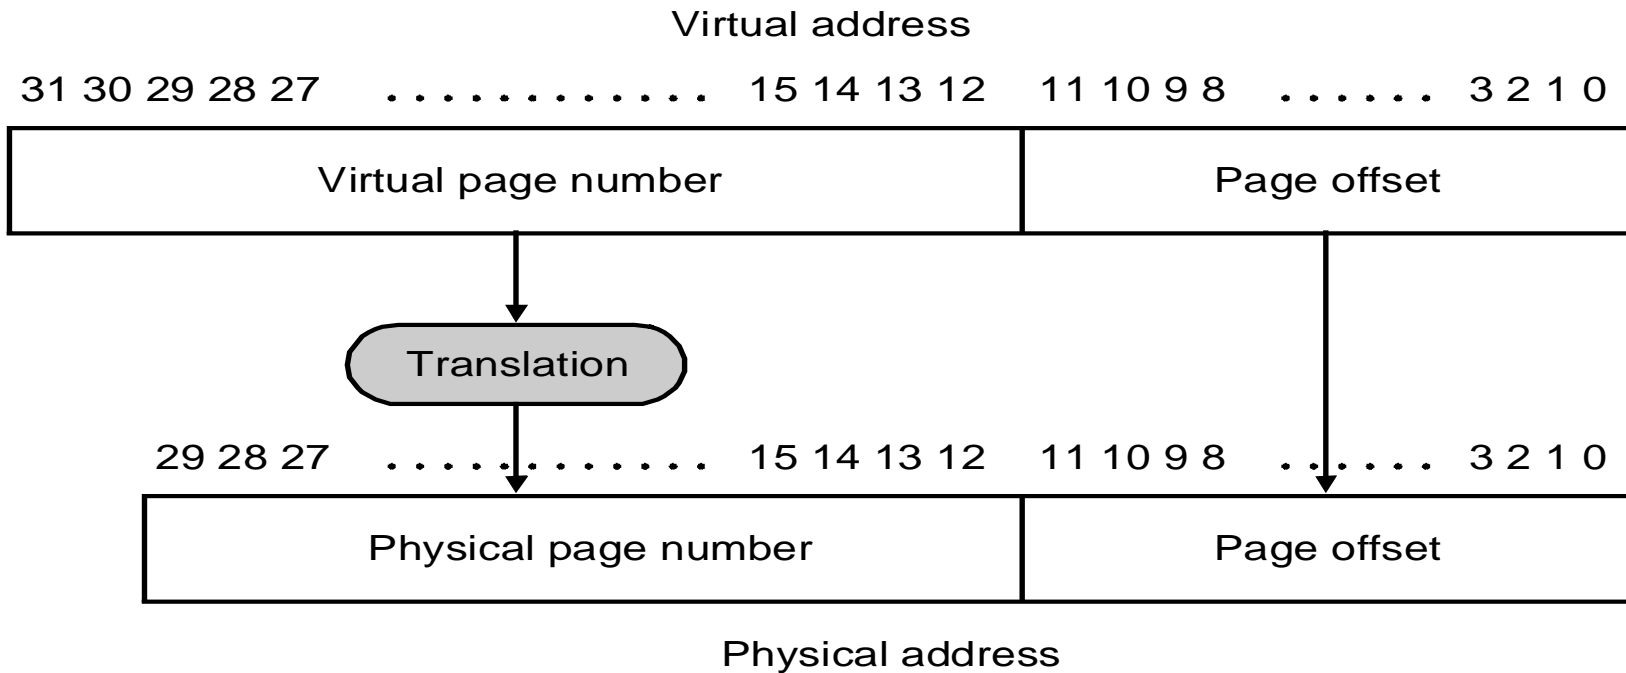 Virtual address
31 30 29 28 27 . . . . . . . . . . . . 15 14 13 12 11 10 9 8 . . . . . . 3 2 1 0
Virtual page number Page offset
Translation
29 28 27 . . . . . . . . . . . . 15 14 13 12 11 10 9 8 . . . . . . 3 2 1 0
Physical page number Page offset
Physical address